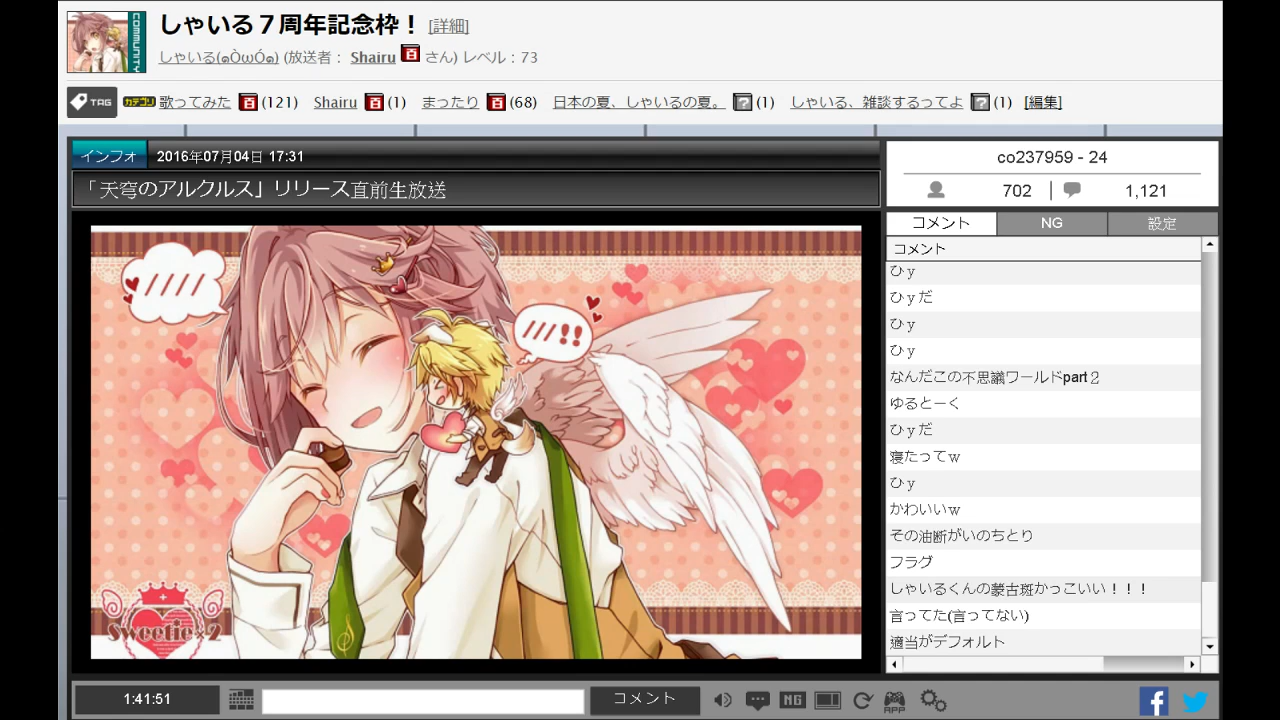 しゃいる７周年記念枠！ [詳細]
COMMUNITY
しゃいる(๑ÒωÓ๑) (放送者： Shairu 百 さん) レベル：73
TAG カテゴリ 歌ってみた 百 (121) Shairu 百 (1) まったり 百 (68) 日本の夏、しゃいるの夏。 ? (1) しゃいる、雑談するってよ ? (1) [編集]
インフォ 2016年07月04日 17:31
「天穹のアルクルス」リリース直前生放送
////
///!!
Sweetie×2
co237959 - 24
702 | 1,121
コメント NG 設定
コメント
ひｙ
ひｙだ
ひｙ
ひｙ
なんだこの不思議ワールドpart２
ゆるとーく
ひｙだ
寝たってｗ
ひｙ
かわいいｗ
その油断がいのちとり
フラグ
しゃいるくんの蒙古斑かっこいい！！！
言ってた(言ってない)
適当がデフォルト
1:41:51 コメント NG APP f